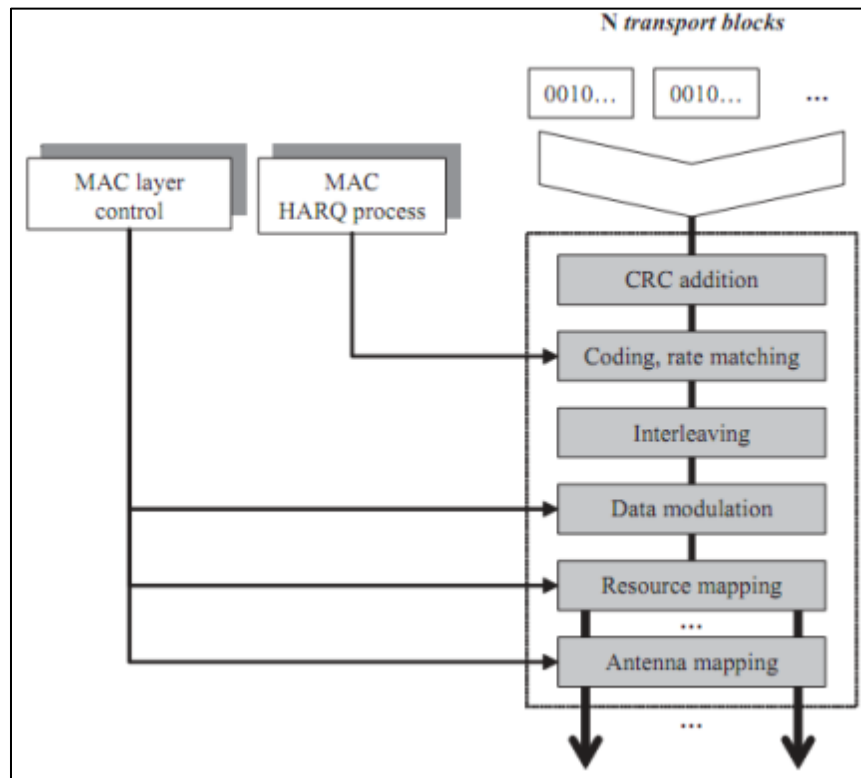 N transport blocks
0010...
0010...
...
MAC layer
control
MAC
HARQ process
CRC addition
Coding, rate matching
Interleaving
Data modulation
Resource mapping
...
Antenna mapping
...